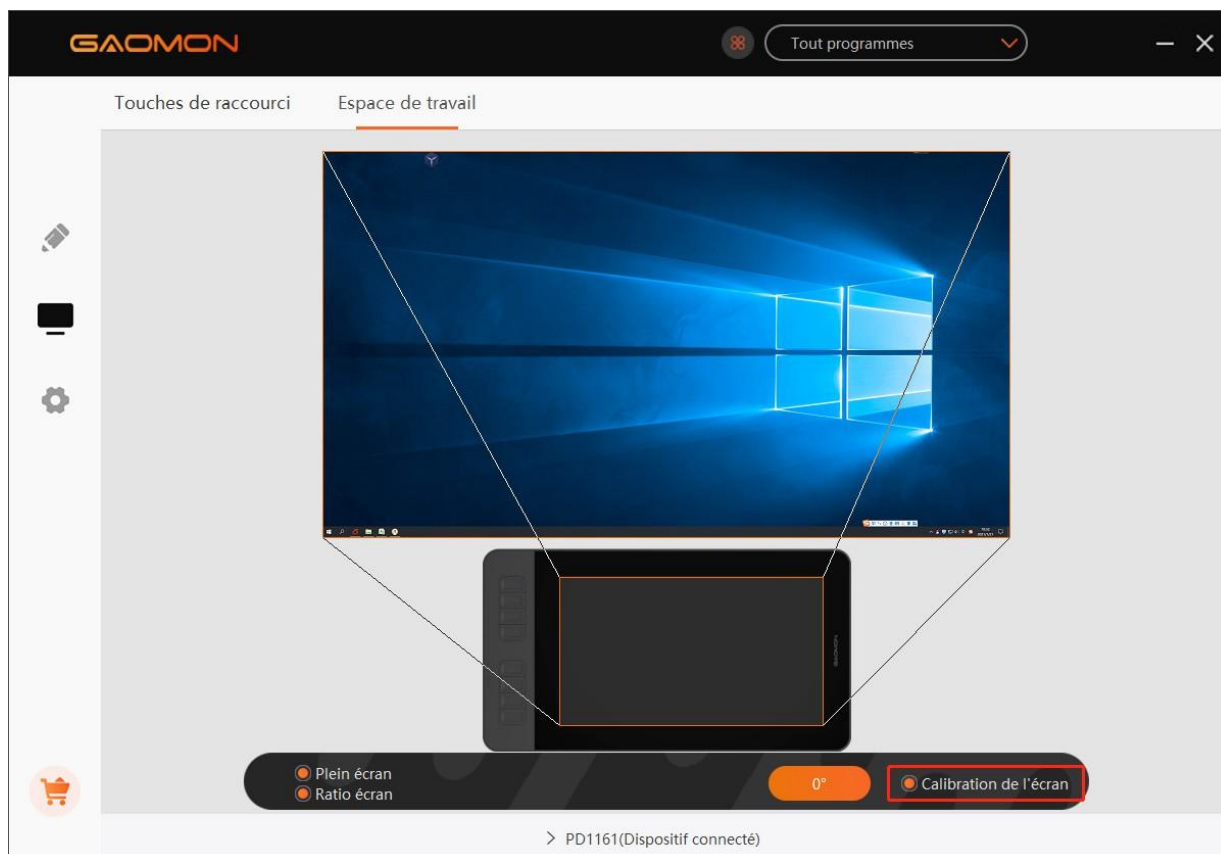 GAOMON
Tout programmes
Touches de raccourci
Espace de travail
GAOMON
Plein écran
Ratio écran
0°
Calibration de l'écran
PD1161(Dispositif connecté)